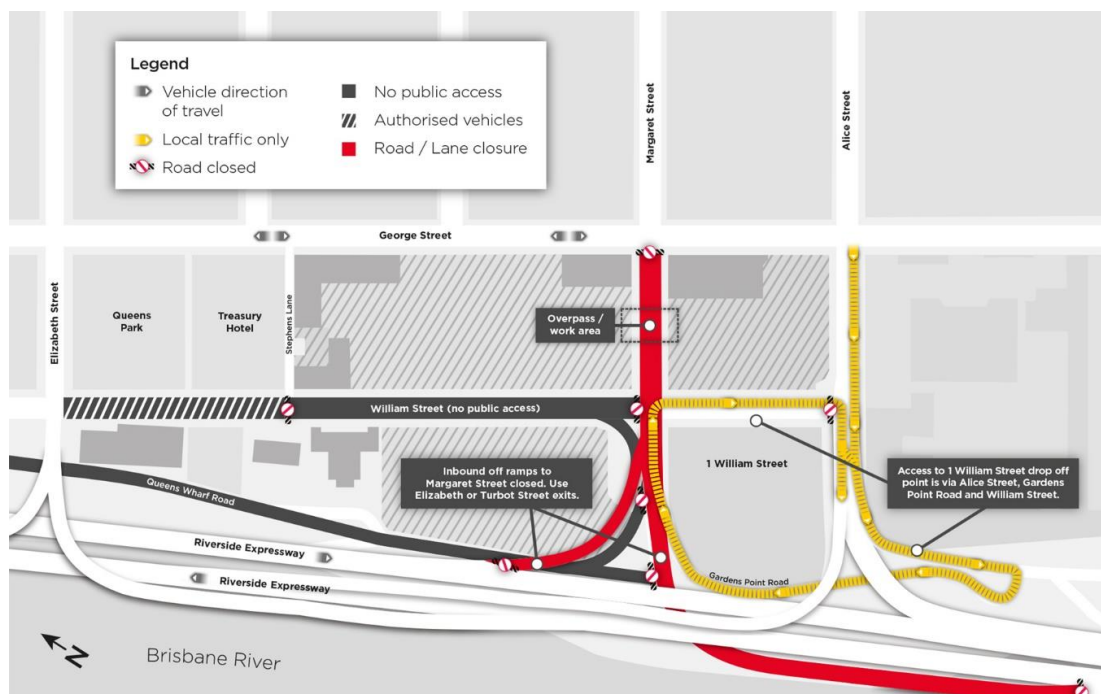 Legend
Vehicle direction
of travel
Local traffic only
Road closed
No public access
Authorised vehicles
Road / Lane closure
Margaret Street
Alice Street
George Street
Elizabeth Street
Queens
Park
Treasury
Hotel
Stephens Lane
Overpass /
work area
William Street (no public access)
1 William Street
Inbound off ramps to
Margaret Street closed. Use
Elizabeth or Turbot Street exits.
Access to 1 William Street drop off
point is via Alice Street, Gardens
Point Road and William Street.
Queens Wharf Road
Riverside Expressway
Riverside Expressway
Gardens Point Road
N
Brisbane River